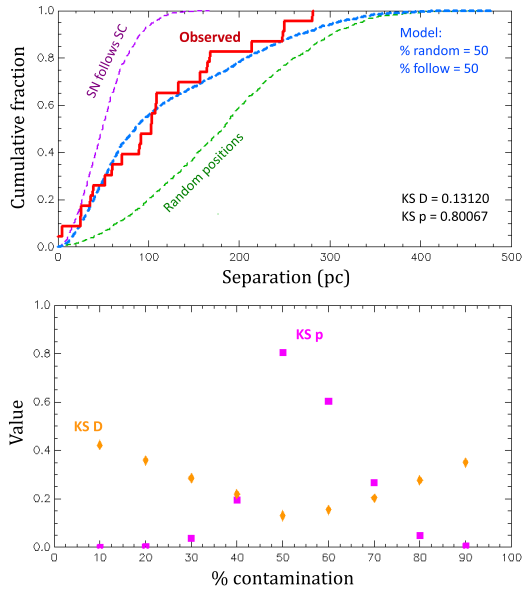 1.0
0.8
0.6
0.4
0.2
0.0
Cumulative fraction
SN follows SC
Observed
Model:
% random = 50
% follow = 50
Random positions
KS D = 0.13120
KS p = 0.80067
0 100 200 300 400 500
Separation (pc)
1.0
0.8
0.6
0.4
0.2
0.0
Value
KS p
KS D
0 10 20 30 40 50 60 70 80 90 100
% contamination